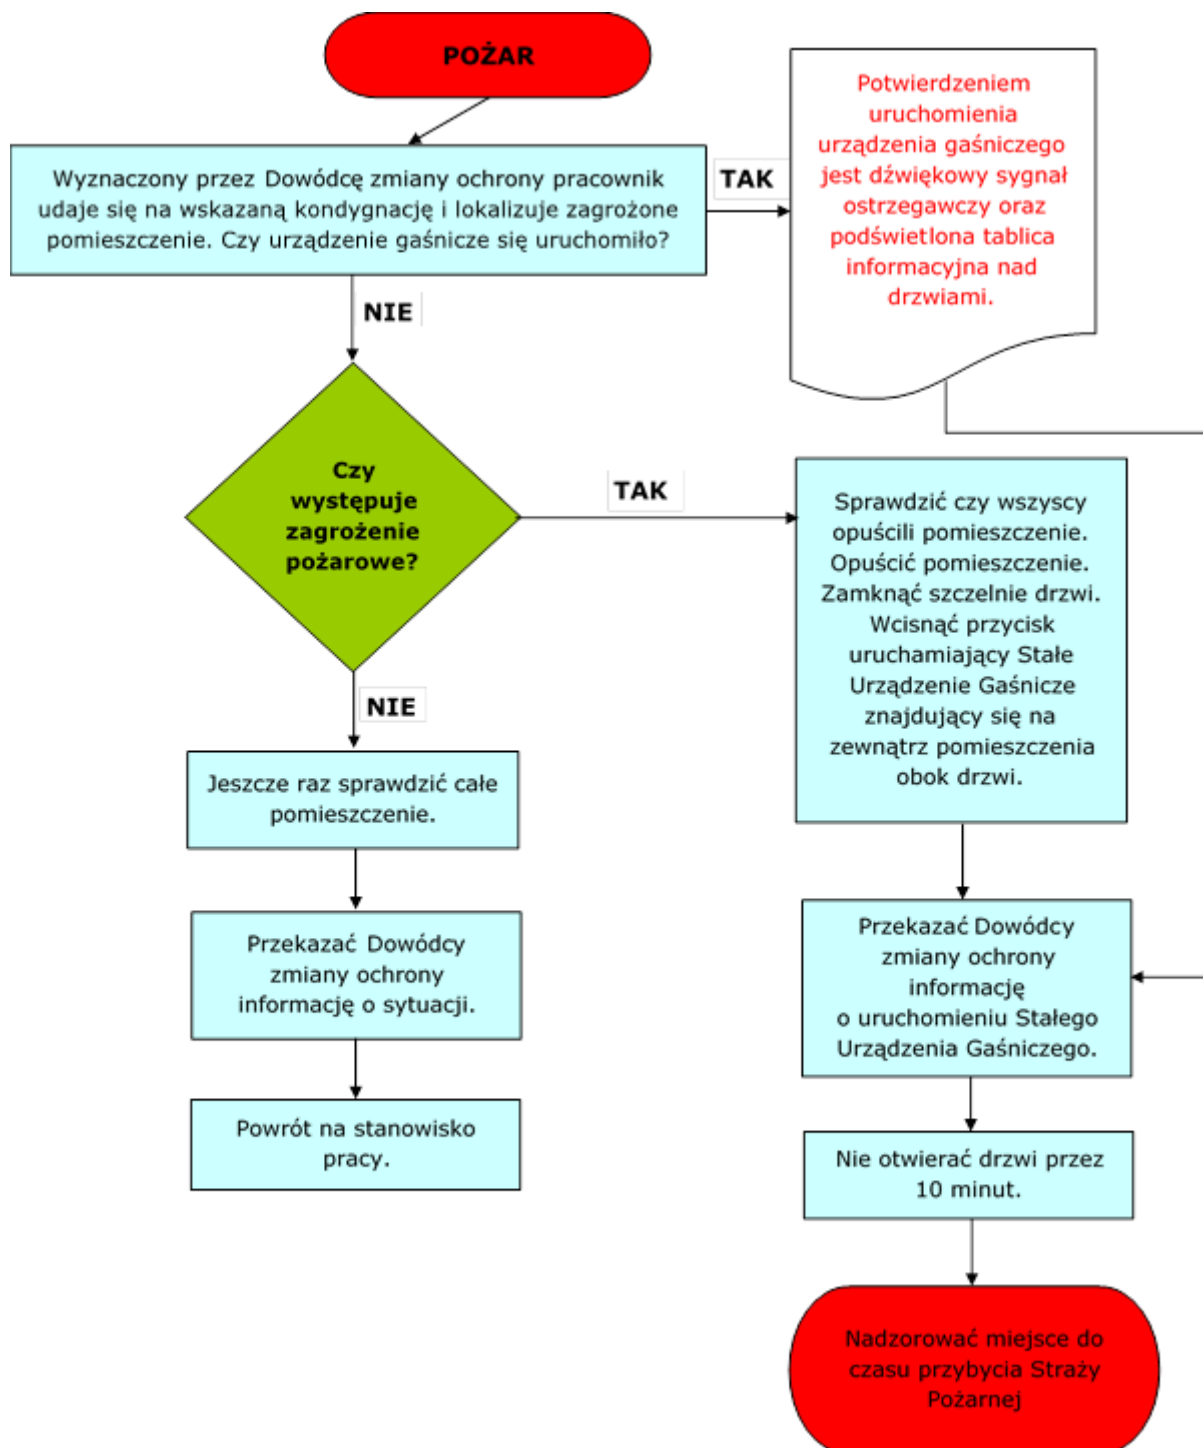 POŻAR
Potwierdzeniem
uruchomienia
urządzenia gaśniczego
jest dźwiękowy sygnał
ostrzegawczy oraz
podświetlona tablica
informacyjna nad
drzwiami.
Wyznaczony przez Dowódcę zmiany ochrony pracownik
udaje się na wskazaną kondygnację i lokalizuje zagrożone
pomieszczenie. Czy urządzenie gaśnicze się uruchomiło?
TAK
NIE
Czy
występuje
zagrożenie
pożarowe?
TAK
Sprawdzić czy wszyscy
opuścili pomieszczenie.
Opuścić pomieszczenie.
Zamknąć szczelnie drzwi.
Wcisnąć przycisk
uruchamiający Stałe
Urządzenie Gaśnicze
znajdujący się na
zewnątrz pomieszczenia
obok drzwi.
NIE
Jeszcze raz sprawdzić całe
pomieszczenie.
Przekazać Dowódcy
zmiany ochrony
informację o sytuacji.
Powrót na stanowisko
pracy.
Przekazać Dowódcy
zmiany ochrony
informację
o uruchomieniu Stałego
Urządzenia Gaśniczego.
Nie otwierać drzwi przez
10 minut.
Nadzorować miejsce do
czasu przybycia Straży
Pożarnej